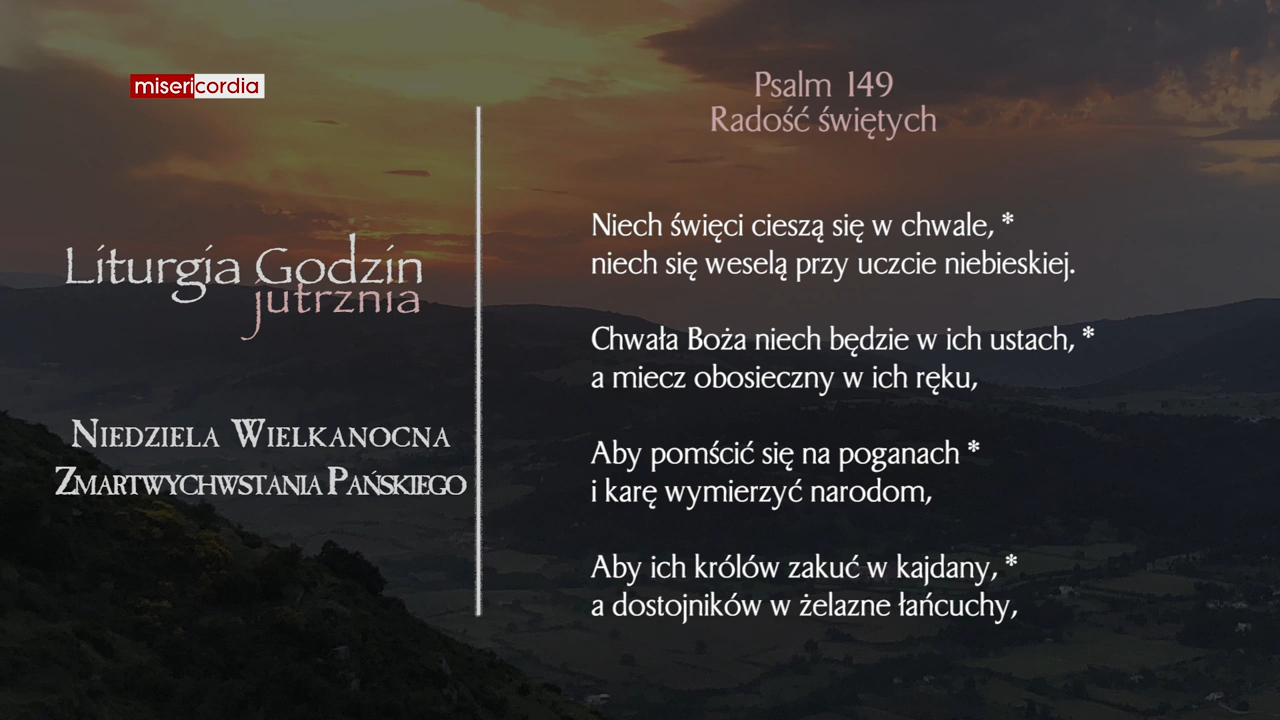 misericordia
Liturgia Godzin
jutrznia
Niedziela Wielkanocna
Zmartwychwstania Pańskiego
Psalm 149
Radość świętych
Niech święci cieszą się w chwale, *
niech się weselą przy uczcie niebieskiej.
Chwała Boża niech będzie w ich ustach, *
a miecz obosieczny w ich ręku,
Aby pomścić się na poganach *
i karę wymierzyć narodom,
Aby ich królów zakuć w kajdany, *
a dostojników w żelazne łańcuchy,